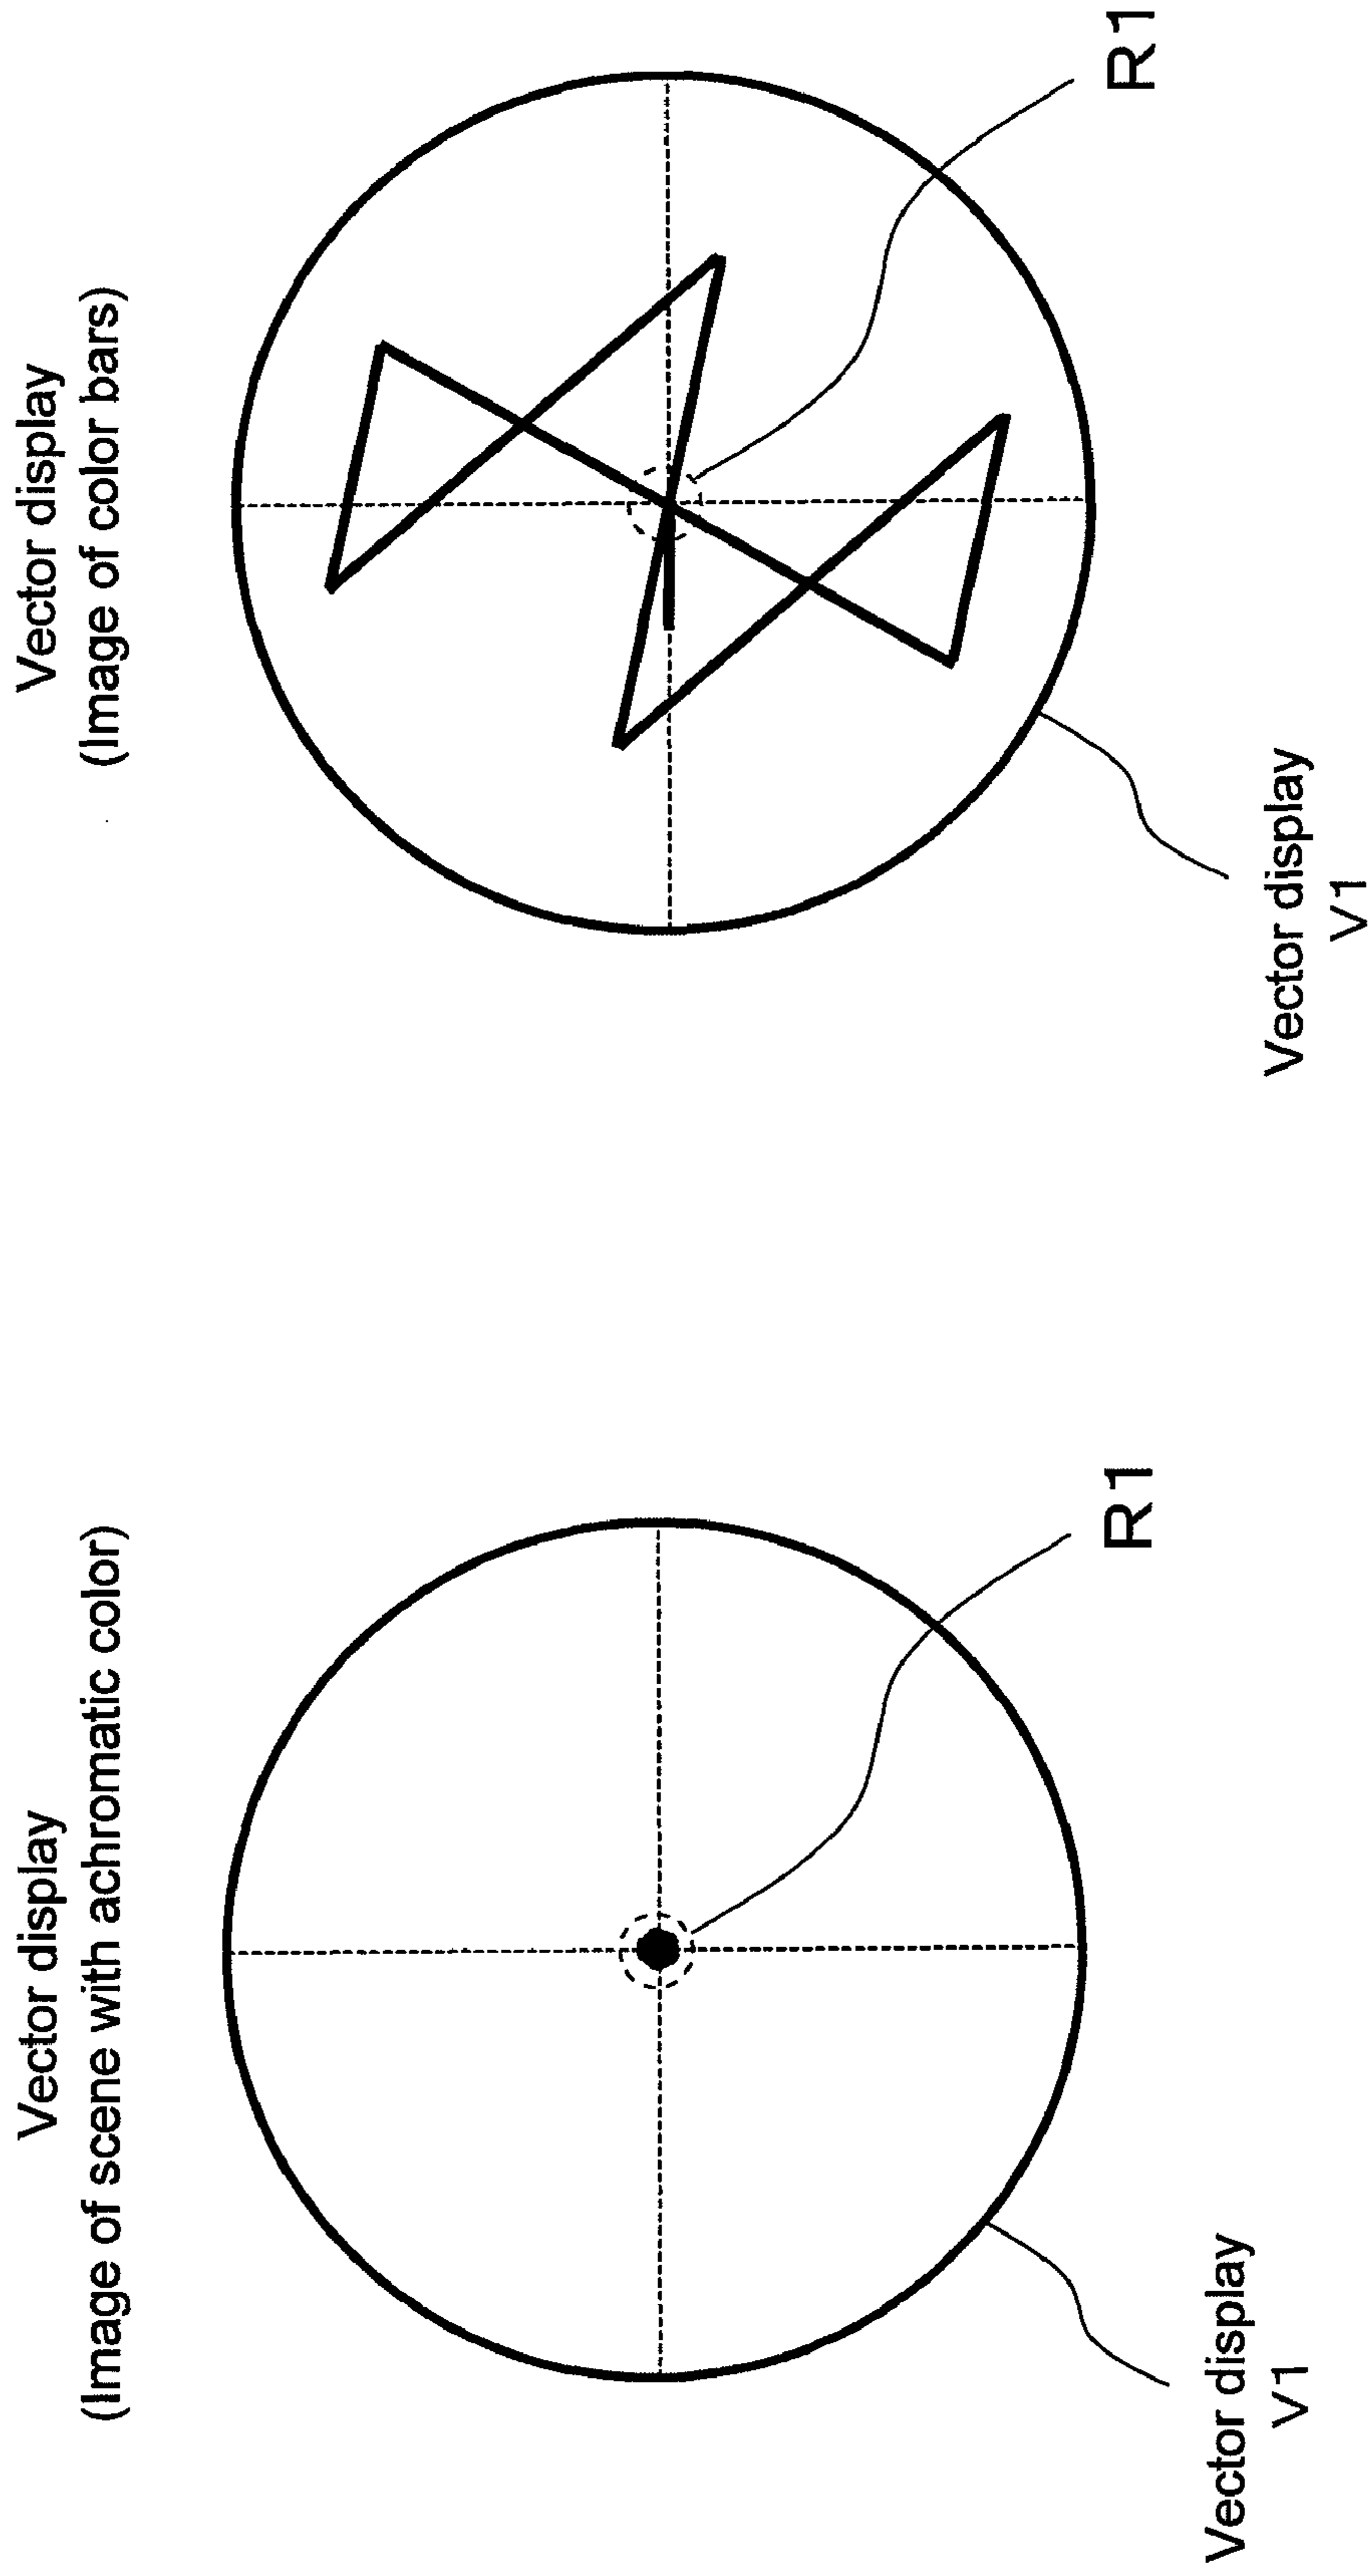 Vector display
(Image of scene with achromatic color)
R1
Vector display
V1
Vector display
(Image of color bars)
R1
Vector display
V1